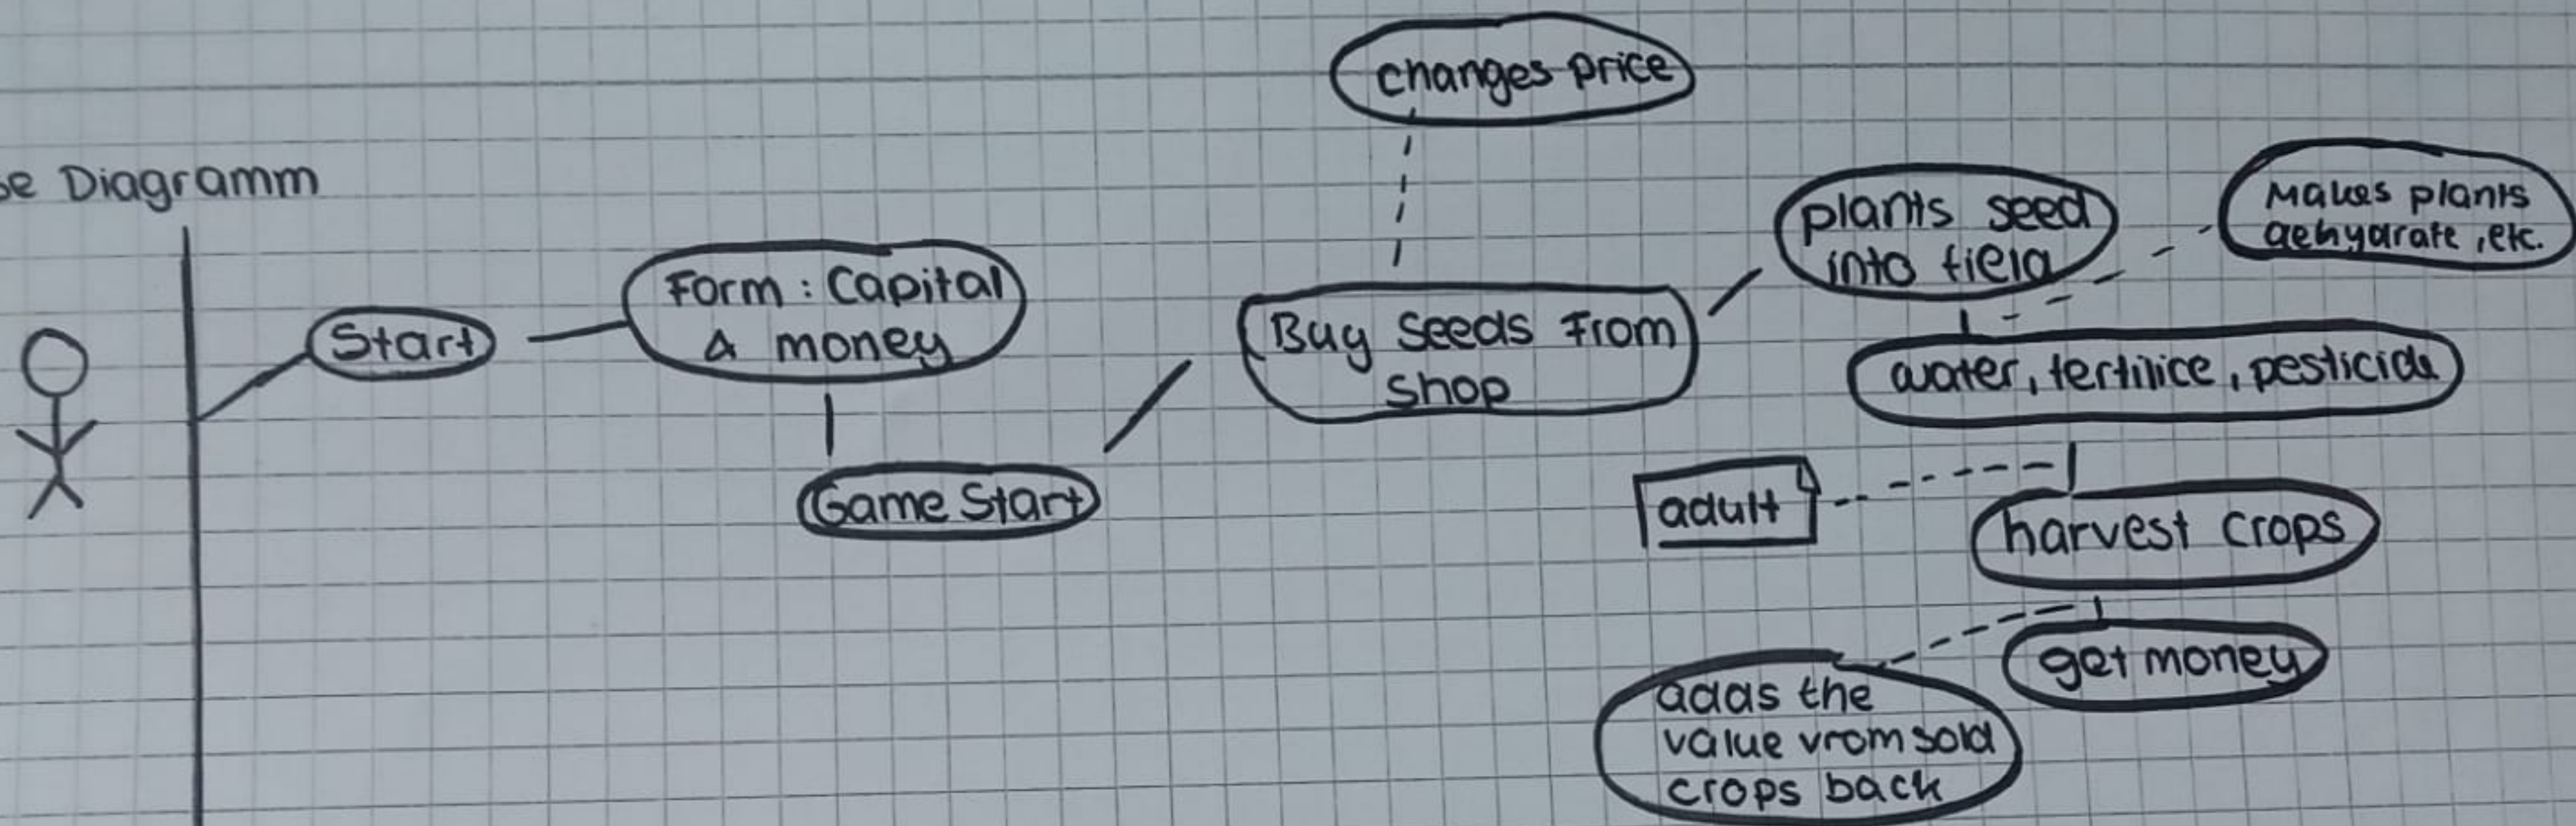 Diagramm
changes price
Start
Form: Capital
& money
Game Start
Buy Seeds From
Shop
plants seed
into field
Makes plants
dehydrate, etc.
water, fertilice, pesticide
adult
harvest crops
get money
adds the
value vrom sold
crops back